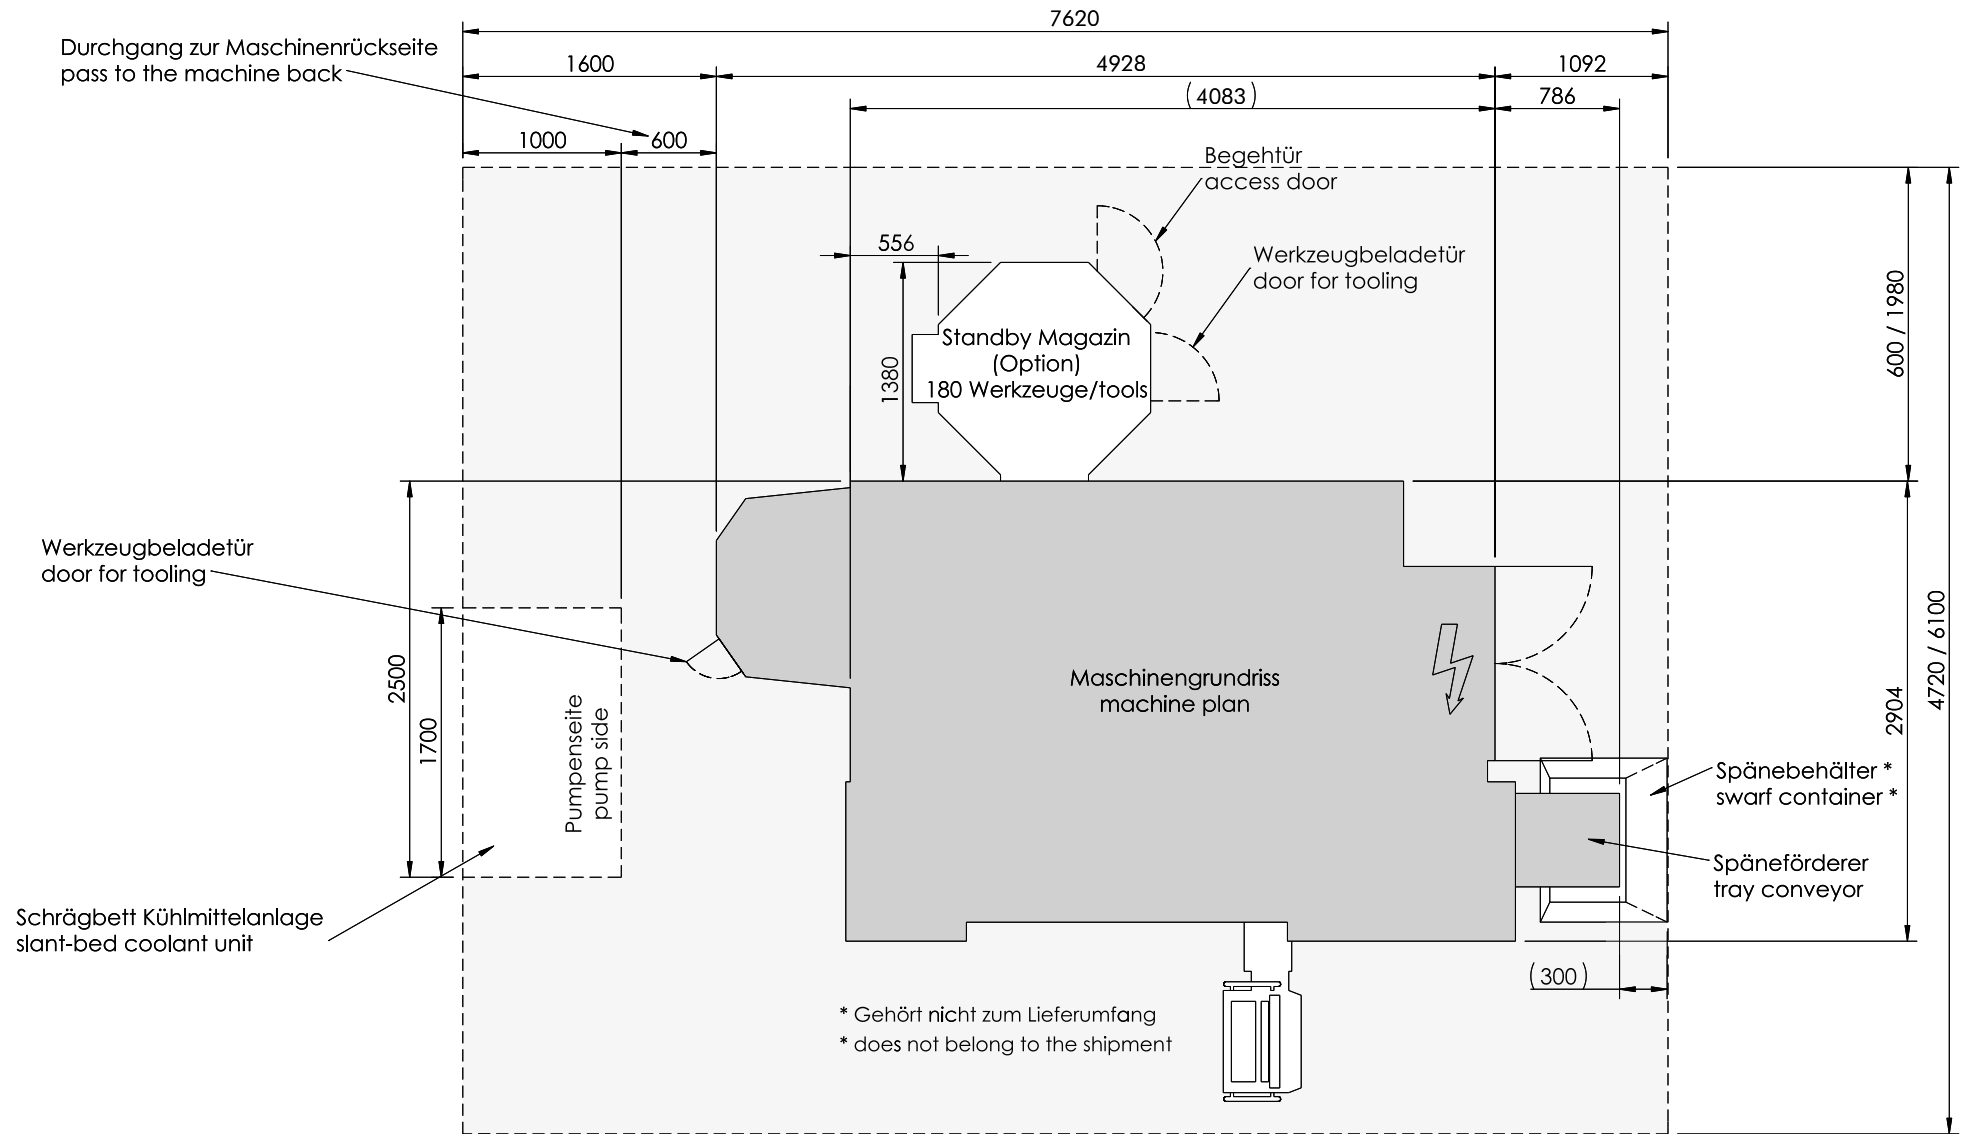 7620
Durchgang zur Maschinenrückseite
pass to the machine back
1600
4928
1092
(4083)
786
1000
600
Begehtür
access door
556
Werkzeugbeladetür
door for tooling
600 / 1980
1380
Standby Magazin
(Option)
180 Werkzeuge/tools
Werkzeugbeladetür
door for tooling
4720 / 6100
2500
1700
Pumpenseite
pump side
Maschinengrundriss
machine plan
2904
Spänebehälter *
swarf container *
Späneförderer
tray conveyor
Schrägbett Kühlmittelanlage
slant-bed coolant unit
(300)
* Gehört nicht zum Lieferumfang
* does not belong to the shipment